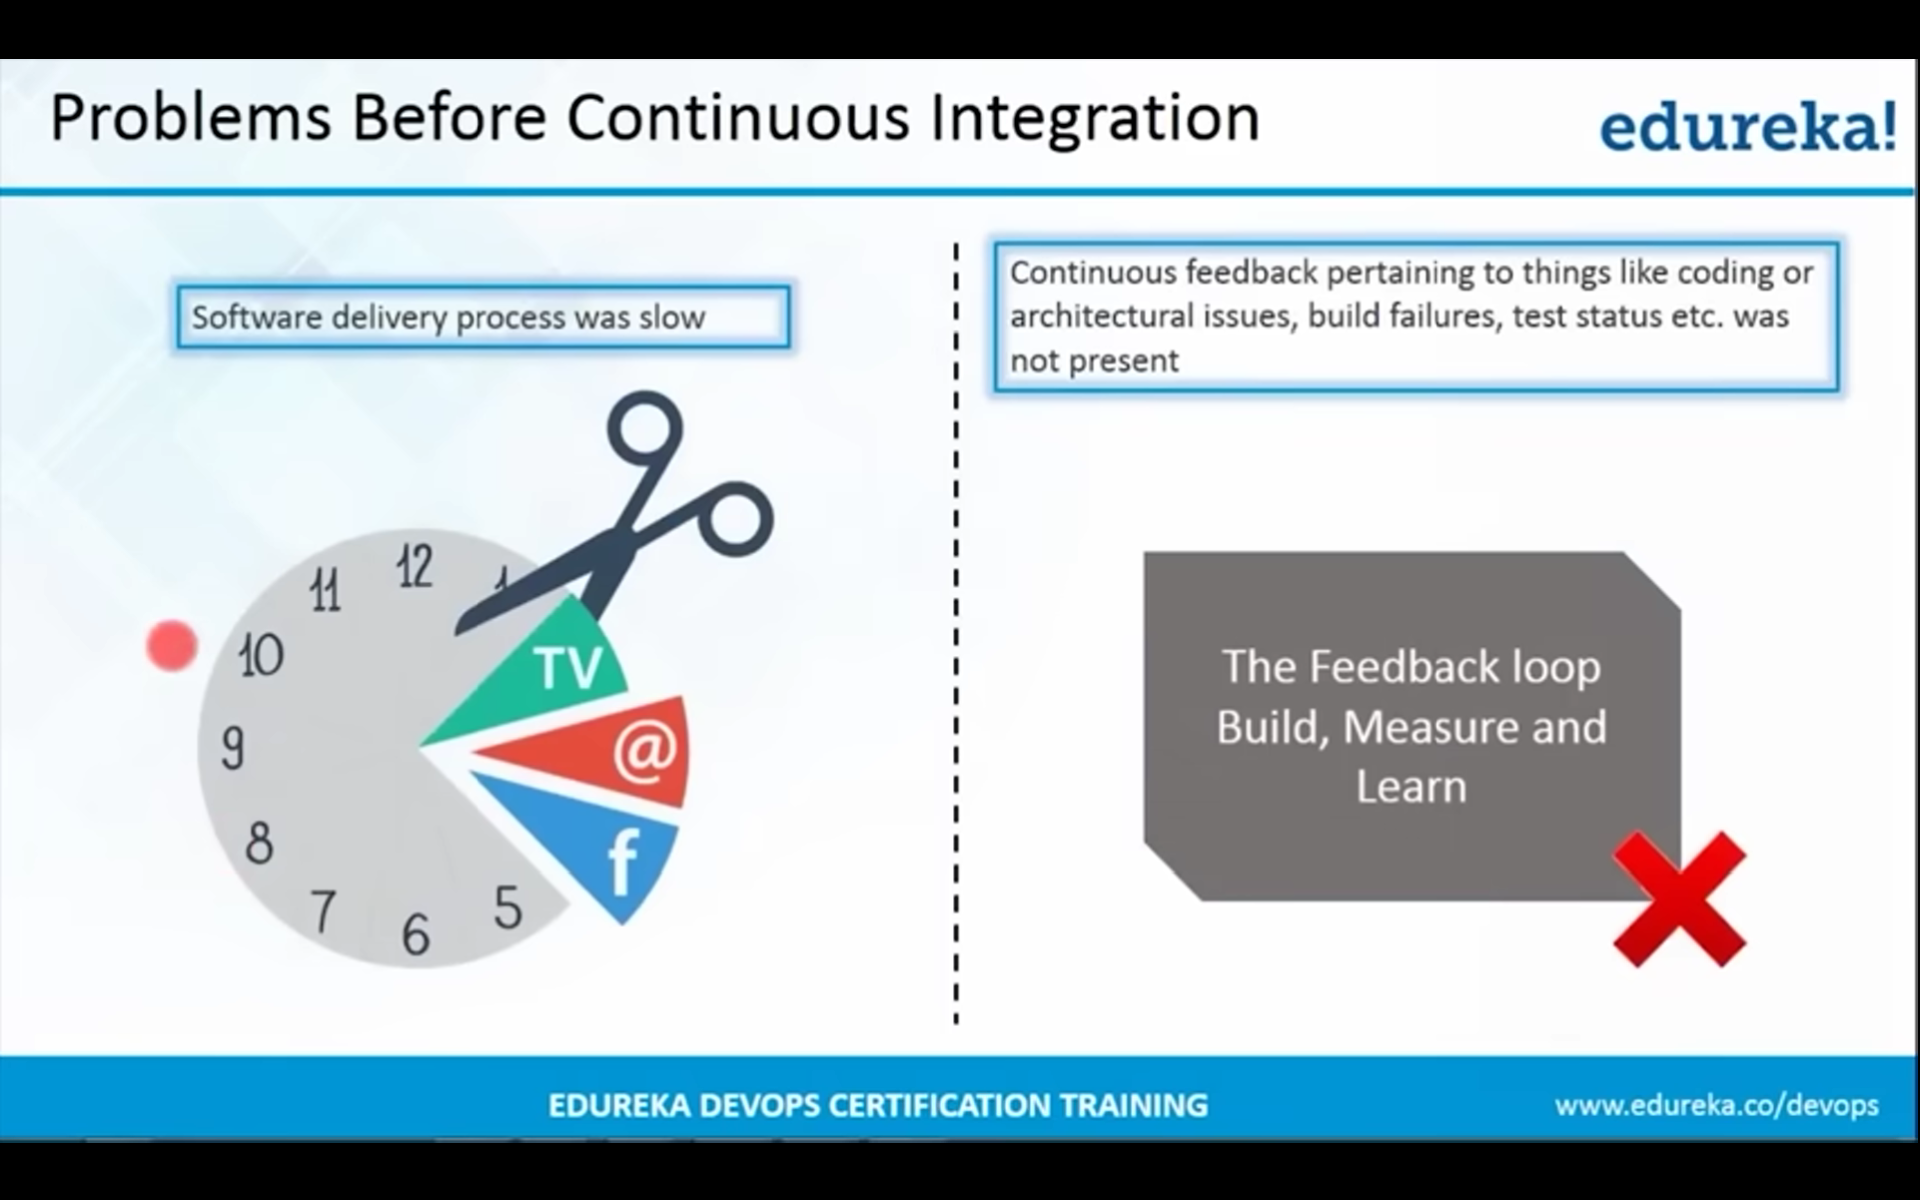 Problems Before Continuous Integration
edureka!
Software delivery process was slow
Continuous feedback pertaining to things like coding or
architectural issues, build failures, test status etc. was
not present
12
11
10
9
8
7
6
5
TV
@
f
The Feedback loop
Build, Measure and
Learn
EDUREKA DEVOPS CERTIFICATION TRAINING
www.edureka.co/devops